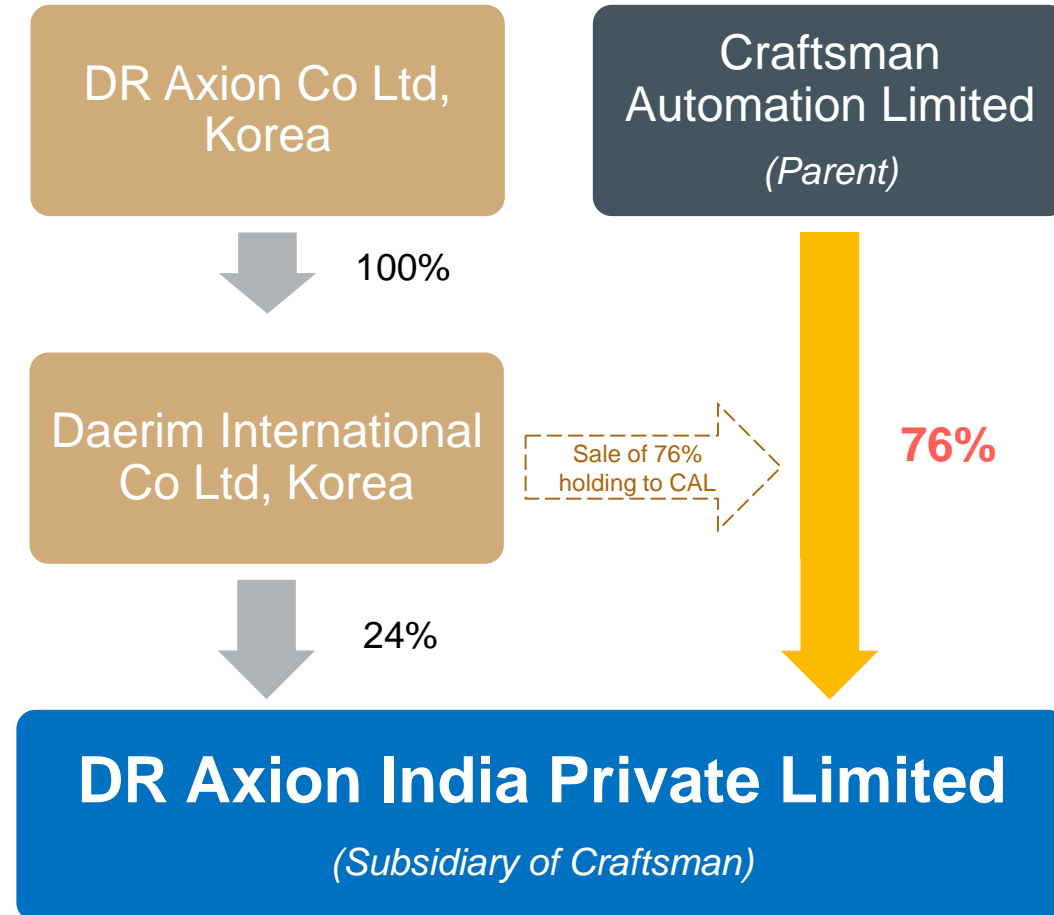 DR Axion Co Ltd,
Korea
Craftsman
Automation Limited
(Parent)
100%
Daerim International
Co Ltd, Korea
Sale of 76%
holding to CAL
76%
24%
DR Axion India Private Limited
(Subsidiary of Craftsman)